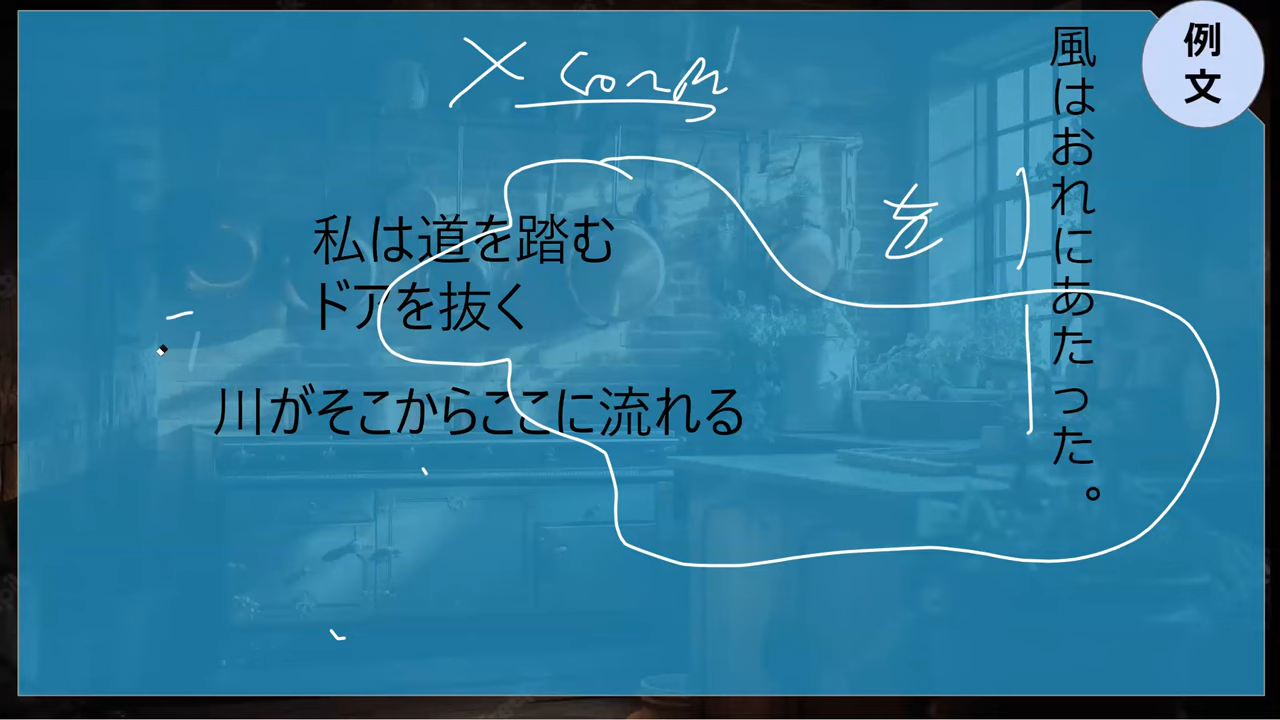 例
文
風はおれにあたった。
を
私は道を踏む
ドアを抜く
川がそこからここに流れる